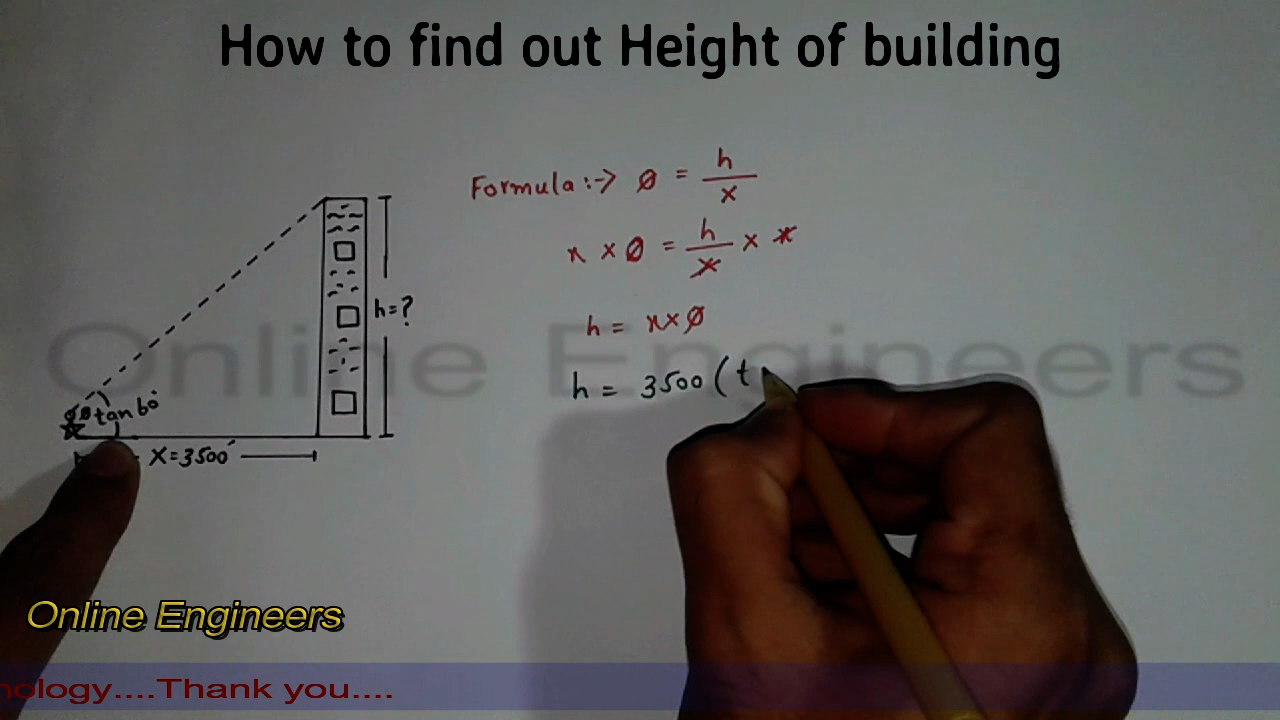 How to find out Height of building
Formula :-> Ø = h / x
x × Ø = h / x × x
h = x × Ø
h = 3500 ( t
h = ?
Ø tan 60
X = 3500'
Online Engineers
Online Engineers
nology....Thank you....